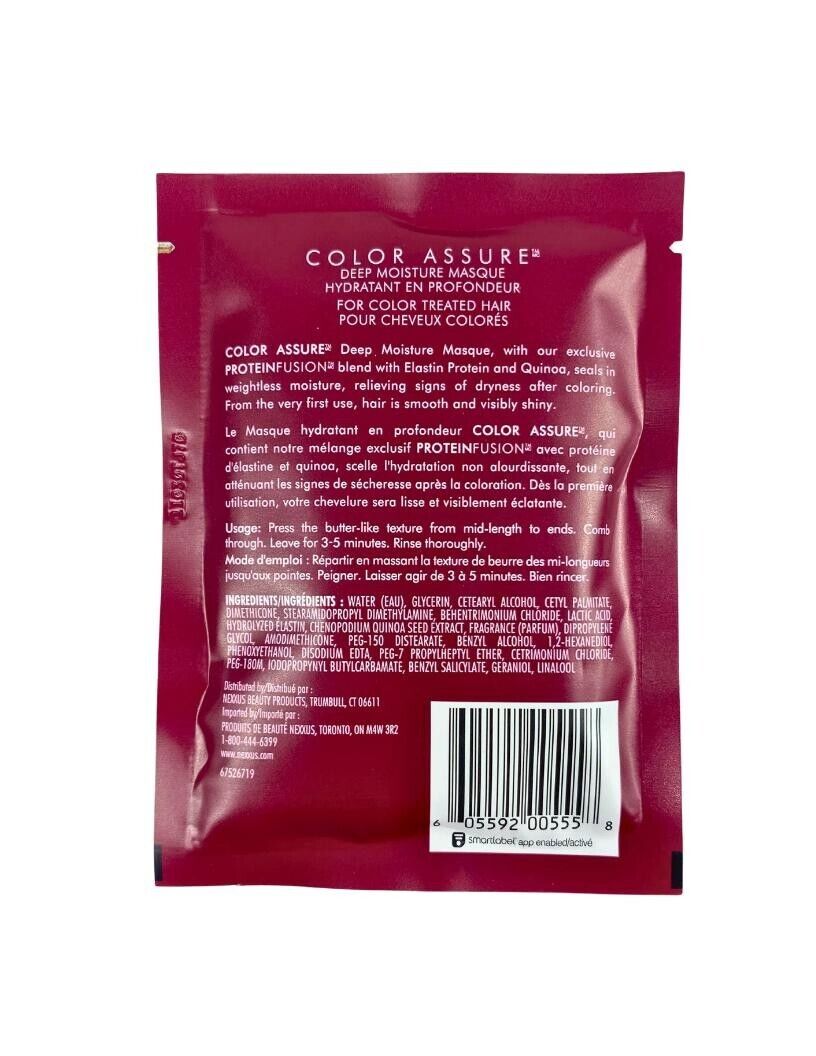 COLOR ASSURE™
DEEP MOISTURE MASQUE
HYDRATANT EN PROFONDEUR
FOR COLOR TREATED HAIR
POUR CHEVEUX COLORÉS
COLOR ASSURE™ Deep Moisture Masque, with our exclusive
PROTEINFUSION™ blend with Elastin Protein and Quinoa, seals in
weightless moisture, relieving signs of dryness after coloring.
From the very first use, hair is smooth and visibly shiny.
Le Masque hydratant en profondeur COLOR ASSURE™, qui
contient notre mélange exclusif PROTEINFUSION™ avec protéine
d'élastine et quinoa, scelle l'hydratation non alourdissante, tout en
atténuant les signes de sécheresse après la coloration. Dès la première
utilisation, votre chevelure sera lisse et visiblement éclatante.
Usage: Press the butter-like texture from mid-length to ends. Comb
through. Leave for 3-5 minutes. Rinse thoroughly.
Mode d'emploi : Répartir en massant la texture de beurre des mi-longueurs
jusqu'aux pointes. Peigner. Laisser agir de 3 à 5 minutes. Bien rincer.
INGREDIENTS/INGRÉDIENTS : WATER (EAU), GLYCERIN, CETEARYL ALCOHOL, CETYL PALMITATE,
DIMETHICONE, STEARAMIDOPROPYL DIMETHYLAMINE, BEHENTRIMONIUM CHLORIDE, LACTIC ACID,
HYDROLYZED ELASTIN, CHENOPODIUM QUINOA SEED EXTRACT, FRAGRANCE (PARFUM), DIPROPYLENE
GLYCOL, AMODIMETHICONE, PEG-150 DISTEARATE, BENZYL ALCOHOL, 1,2-HEXANEDIOL,
PHENOXYETHANOL, DISODIUM EDTA, PEG-7 PROPYLHEPTYL ETHER, CETRIMONIUM CHLORIDE,
PEG-180M, IODOPROPYNYL BUTYLCARBAMATE, BENZYL SALICYLATE, GERANIOL, LINALOOL
Distributed by/Distribué par :
NEXXUS BEAUTY PRODUCTS, TRUMBULL, CT 06611
Imported by/Importé par :
PRODUITS DE BEAUTÉ NEXXUS, TORONTO, ON M4W 3R2
1-800-444-6399
www.nexxus.com
67526719
6 05592 00555 8
smartlabel app enabled/activé